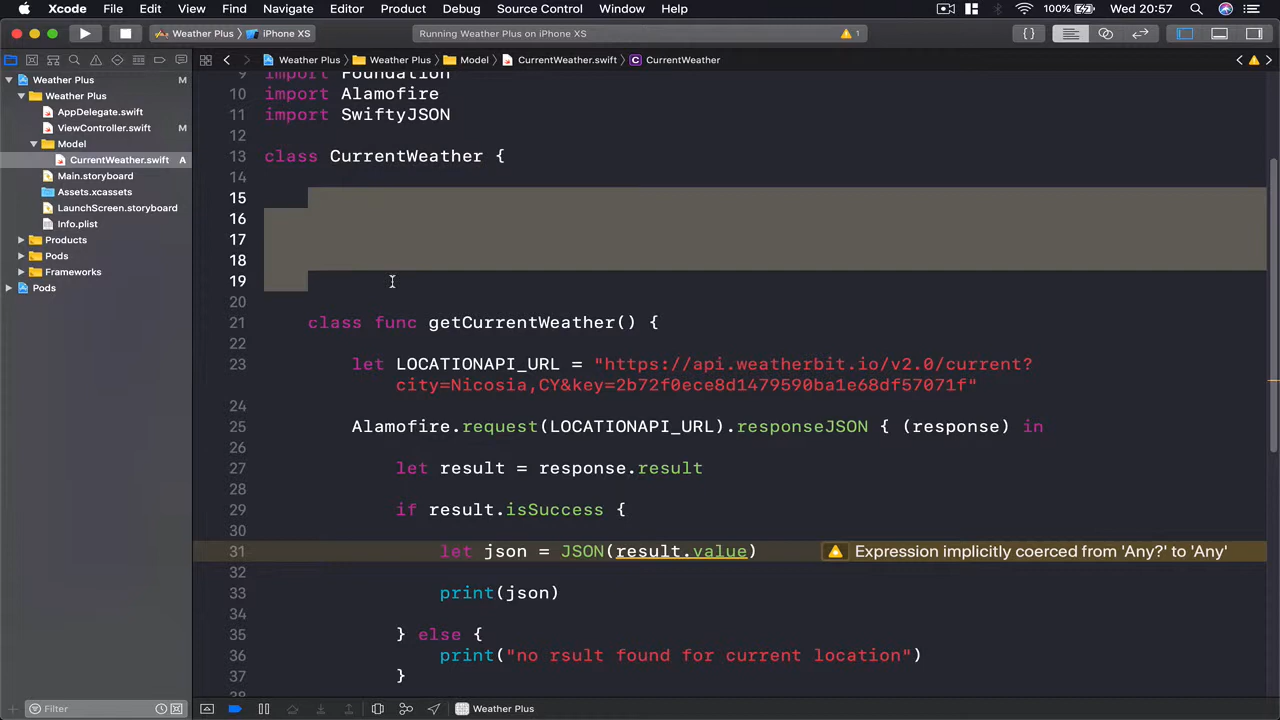 Xcode File Edit View Find Navigate Editor Product Debug Source Control Window Help 100% Wed 20:57
Weather Plus iPhone XS Running Weather Plus on iPhone XS 1
Weather Plus Weather Plus Model CurrentWeather.swift C CurrentWeather
Weather Plus M
Weather Plus
AppDelegate.swift
ViewController.swift M
Model
CurrentWeather.swift A
Main.storyboard
Assets.xcassets
LaunchScreen.storyboard
Info.plist
Products
Pods
Frameworks
Pods
Filter
9 import Foundation
10 import Alamofire
11 import SwiftyJSON
12
13 class CurrentWeather {
14
15
16
17
18
19
20
21 class func getCurrentWeather() {
22
23 let LOCATIONAPI_URL = "https://api.weatherbit.io/v2.0/current?
city=Nicosia,CY&key=2b72f0ece8d1479590ba1e68df57071f"
24
25 Alamofire.request(LOCATIONAPI_URL).responseJSON { (response) in
26
27 let result = response.result
28
29 if result.isSuccess {
30
31 let json = JSON(result.value) Expression implicitly coerced from 'Any?' to 'Any'
32
33 print(json)
34
35 } else {
36 print("no rsult found for current location")
37 }
38
Weather Plus